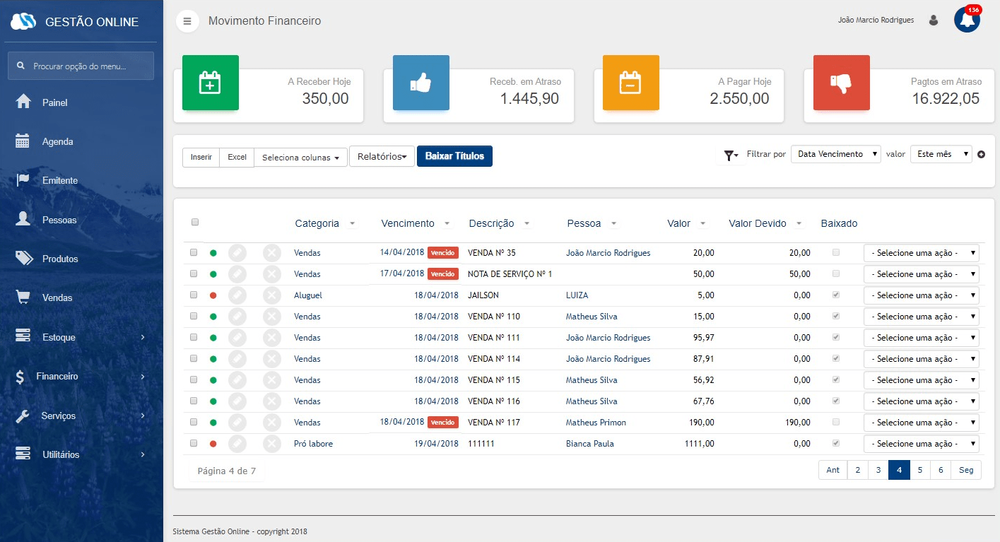 GESTÃO ONLINE
Movimento Financeiro
João Marcio Rodrigues
136
Procurar opção do menu...
Painel
Agenda
Emitente
Pessoas
Produtos
Vendas
Estoque
Financeiro
Serviços
Utilitários
A Receber Hoje
350,00
Receb. em Atraso
1.445,90
A Pagar Hoje
2.550,00
Pagtos em Atraso
16.922,05
Inserir Excel Seleciona colunas Relatórios Baixar Títulos Filtrar por Data Vencimento valor Este mês
Categoria Vencimento Descrição Pessoa Valor Valor Devido Baixado
Vendas 14/04/2018 Vencido VENDA Nº 35 João Marcio Rodrigues 20,00 20,00 - Selecione uma ação -
Vendas 17/04/2018 Vencido NOTA DE SERVIÇO Nº 1 50,00 50,00 - Selecione uma ação -
Aluguel 18/04/2018 JAILSON LUIZA 5,00 0,00 - Selecione uma ação -
Vendas 18/04/2018 VENDA Nº 110 Matheus Silva 15,00 0,00 - Selecione uma ação -
Vendas 18/04/2018 VENDA Nº 111 João Marcio Rodrigues 95,97 0,00 - Selecione uma ação -
Vendas 18/04/2018 VENDA Nº 114 João Marcio Rodrigues 87,91 0,00 - Selecione uma ação -
Vendas 18/04/2018 VENDA Nº 115 Matheus Silva 56,92 0,00 - Selecione uma ação -
Vendas 18/04/2018 VENDA Nº 116 Matheus Silva 67,76 0,00 - Selecione uma ação -
Vendas 18/04/2018 Vencido VENDA Nº 117 Matheus Primon 190,00 190,00 - Selecione uma ação -
Pró labore 19/04/2018 111111 Bianca Paula 1111,00 0,00 - Selecione uma ação -
Página 4 de 7
Ant 2 3 4 5 6 Seg
Sistema Gestão Online - copyright 2018